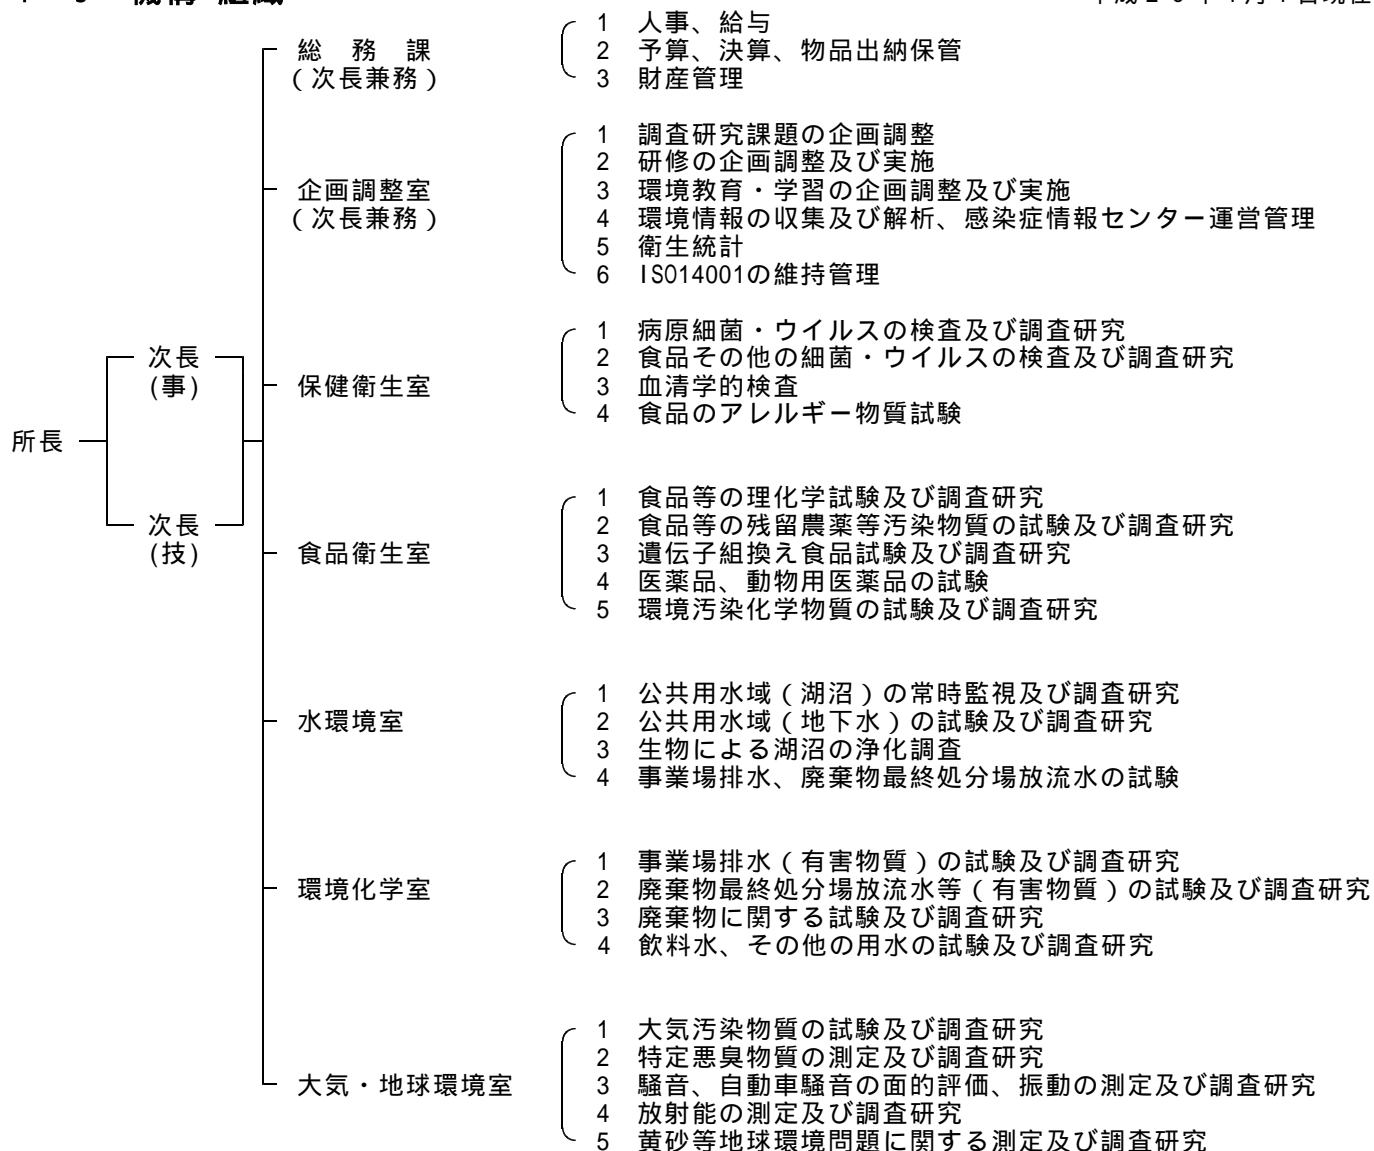 総務課
(次長兼務)
1 人事、給与
2 予算、決算、物品出納保管
3 財産管理
企画調整室
(次長兼務)
1 調査研究課題の企画調整
2 研修の企画調整及び実施
3 環境教育・学習の企画調整及び実施
4 環境情報の収集及び解析、感染症情報センター運営管理
5 衛生統計
6 ISO14001の維持管理
所長
次長
(事)
次長
(技)
保健衛生室
1 病原細菌・ウイルスの検査及び調査研究
2 食品その他の細菌・ウイルスの検査及び調査研究
3 血清学的検査
4 食品のアレルギー物質試験
食品衛生室
1 食品等の理化学試験及び調査研究
2 食品等の残留農薬等汚染物質の試験及び調査研究
3 遺伝子組換え食品試験及び調査研究
4 医薬品、動物用医薬品の試験
5 環境汚染化学物質の試験及び調査研究
水環境室
1 公共用水域(湖沼)の常時監視及び調査研究
2 公共用水域(地下水)の試験及び調査研究
3 生物による湖沼の浄化調査
4 事業場排水、廃棄物最終処分場放流水の試験
環境化学室
1 事業場排水(有害物質)の試験及び調査研究
2 廃棄物最終処分場放流水等(有害物質)の試験及び調査研究
3 廃棄物に関する試験及び調査研究
4 飲料水、その他の用水の試験及び調査研究
大気・地球環境室
1 大気汚染物質の試験及び調査研究
2 特定悪臭物質の測定及び調査研究
3 騒音、自動車騒音の面的評価、振動の測定及び調査研究
4 放射能の測定及び調査研究
5 黄砂等地球環境問題に関する測定及び調査研究